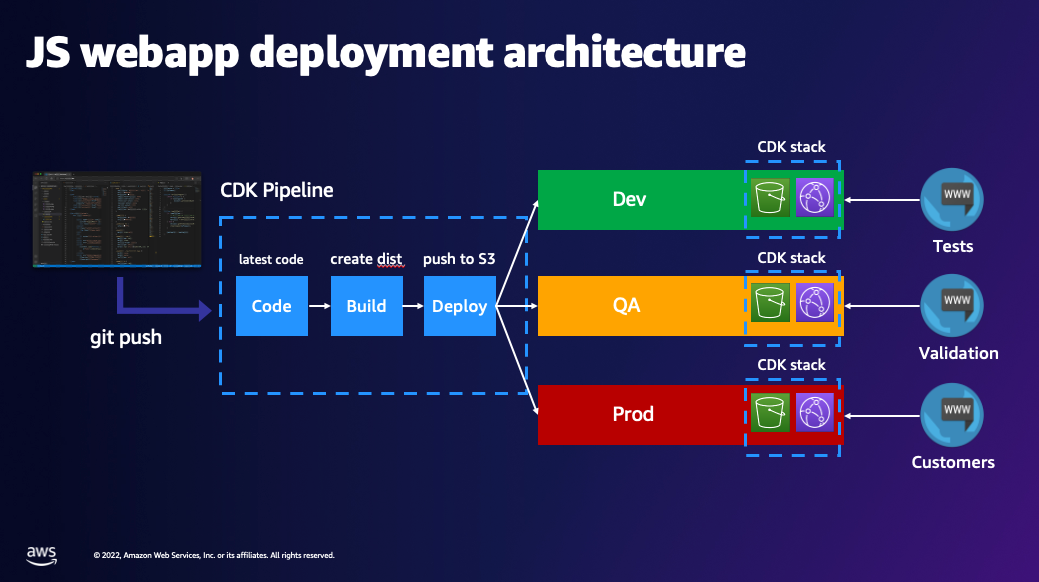 JS webapp deployment architecture
CDK Pipeline
latest code
create dist
push to S3
Code
Build
Deploy
git push
CDK stack
Dev
WWW
Tests
CDK stack
QA
WWW
Validation
CDK stack
Prod
WWW
Customers
aws
© 2022, Amazon Web Services, Inc. or its affiliates. All rights reserved.